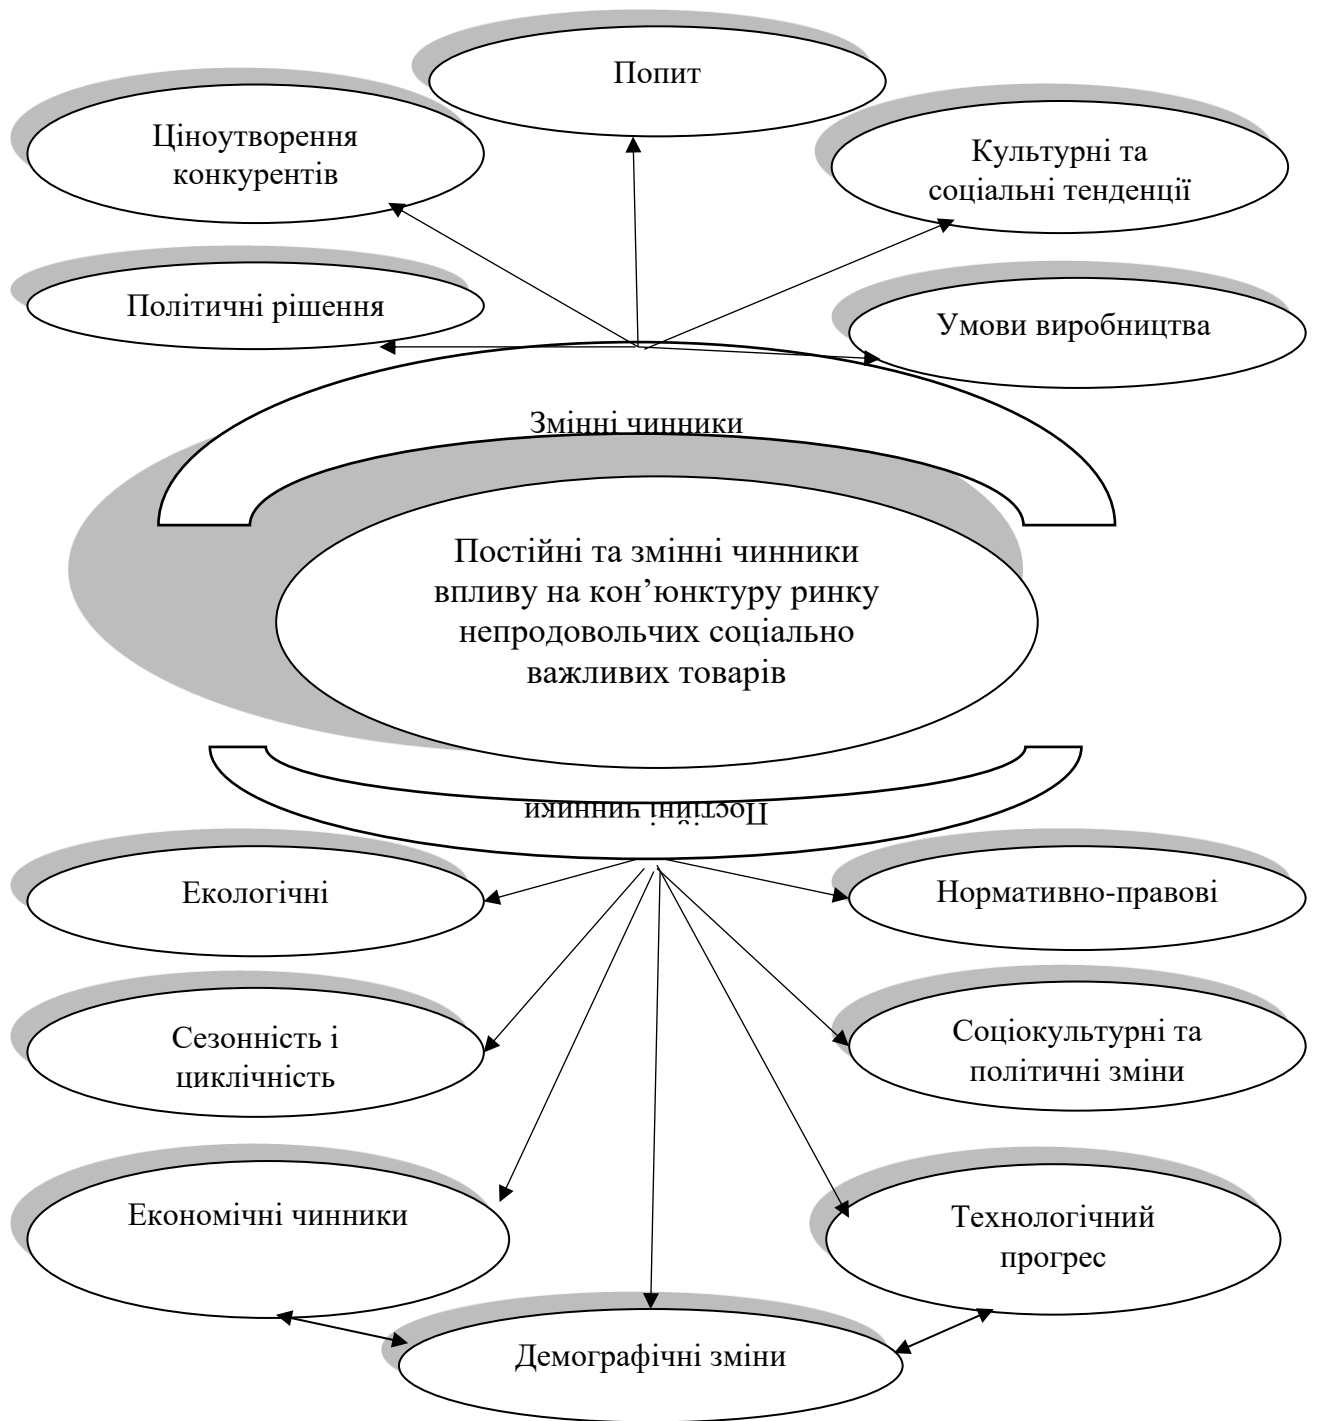 Попит
Ціноутворення
конкурентів
Культурні та
соціальні тенденції
Політичні рішення
Умови виробництва
Змінні чинники
Постійні та змінні чинники
впливу на кон’юнктуру ринку
непродовольчих соціально
важливих товарів
Постійні чинники
Екологічні
Нормативно-правові
Сезонність і
циклічність
Соціокультурні та
політичні зміни
Економічні чинники
Технологічний
прогрес
Демографічні зміни